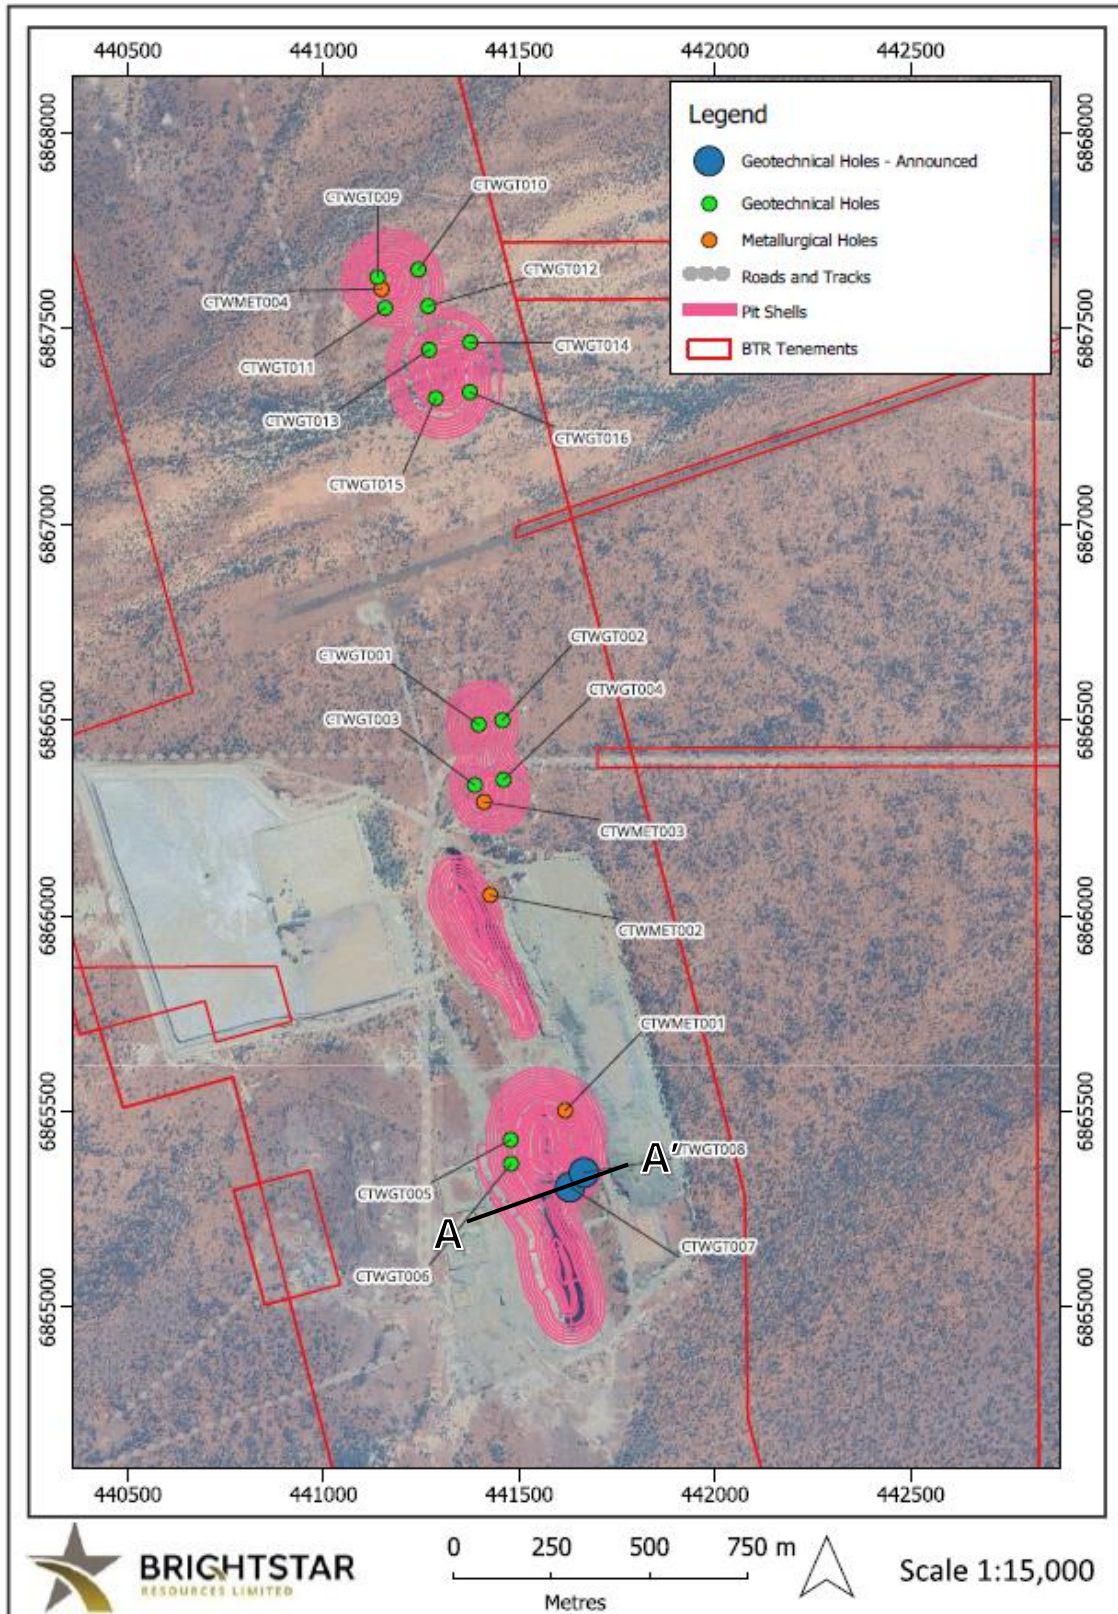 440500 441000 441500 442000 442500
6868000
6868000
Legend
Geotechnical Holes - Announced
Geotechnical Holes
Metallurgical Holes
Roads and Tracks
Pit Shells
BTR Tenements
CTWGT009
CTWGT010
CTWGT012
CTWMET004
CTWGT011
CTWGT014
CTWGT013
CTWGT016
CTWGT015
6867500
6867500
6867000
6867000
CTWGT001
CTWGT002
CTWGT003
CTWGT004
6866500
6866500
CTWMET003
CTWMET002
6866000
6866000
CTWMET001
6865500
6865500
A'
TWGT008
CTWGT005
A
CTWGT007
CTWGT006
6865000
6865000
440500 441000 441500 442000 442500
BRIGHTSTAR
RESOURCES LIMITED
0 250 500 750 m
Metres
Scale 1:15,000